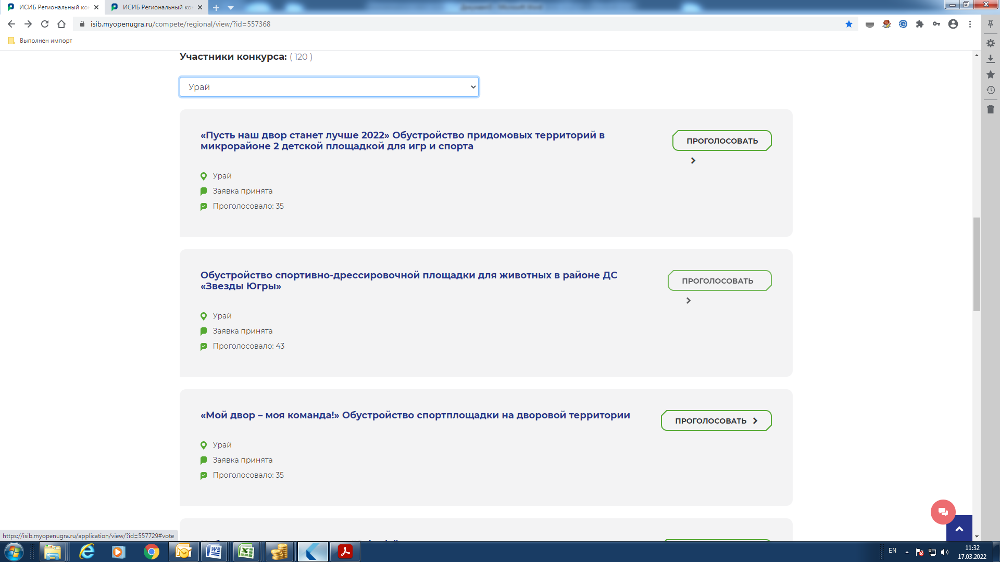 ИСИБ Региональный ко
ИСИБ Региональный ко
isib.myopenugra.ru/compete/regional/view/?id=557368
Выполнен импорт
Участники конкурса: ( 120 )
Урай
«Пусть наш двор станет лучше 2022» Обустройство придомовых территорий в
микрорайоне 2 детской площадкой для игр и спорта
ПРОГОЛОСОВАТЬ
Урай
Заявка принята
Проголосовало: 35
Обустройство спортивно-дрессировочной площадки для животных в районе ДС
«Звезды Югры»
ПРОГОЛОСОВАТЬ
Урай
Заявка принята
Проголосовало: 43
«Мой двор – моя команда!» Обустройство спортплощадки на дворовой территории
ПРОГОЛОСОВАТЬ
Урай
Заявка принята
Проголосовало: 35
https://isib.myopenugra.ru/application/view/?id=557729#vote
EN
11:32
17.03.2022